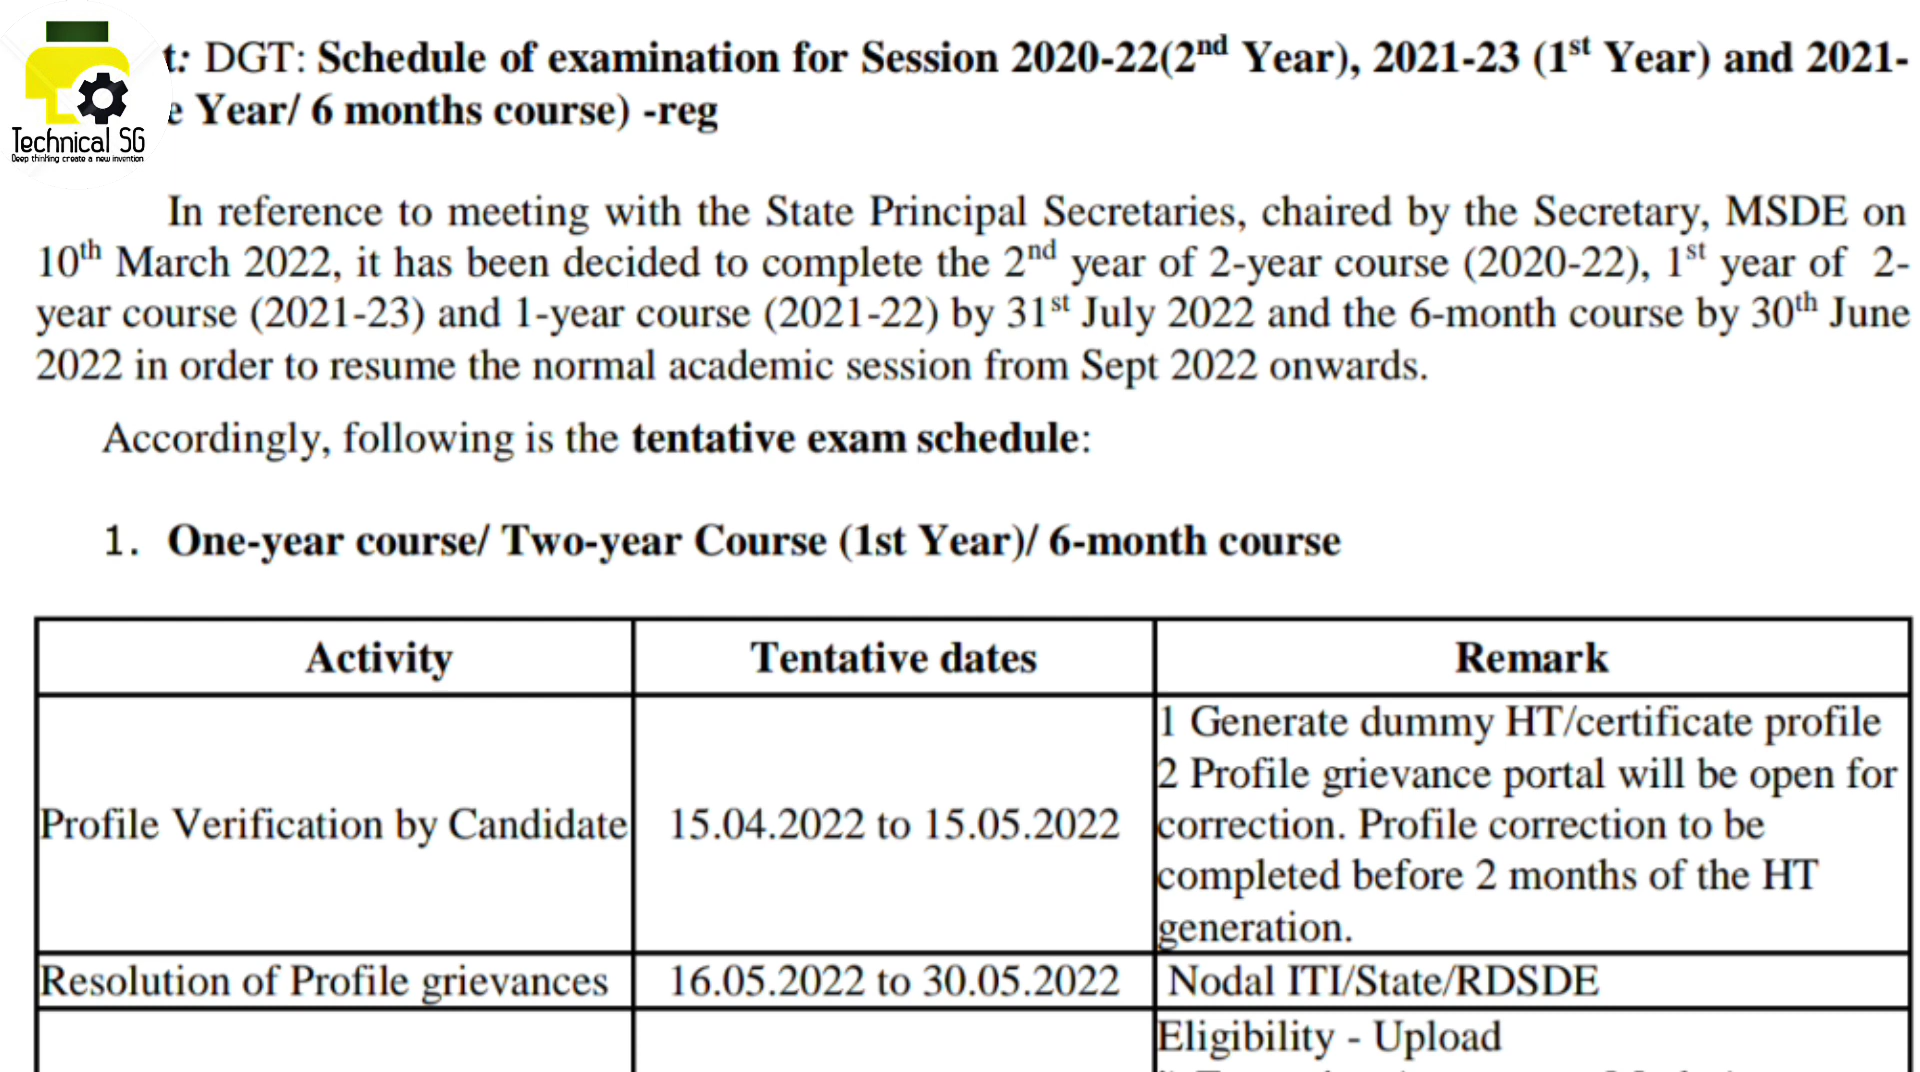 Technical SG
Deep thinking create a new invention
t: DGT: Schedule of examination for Session 2020-22(2nd Year), 2021-23 (1st Year) and 2021-
e Year/ 6 months course) -reg
In reference to meeting with the State Principal Secretaries, chaired by the Secretary, MSDE on
10th March 2022, it has been decided to complete the 2nd year of 2-year course (2020-22), 1st year of 2-
year course (2021-23) and 1-year course (2021-22) by 31st July 2022 and the 6-month course by 30th June
2022 in order to resume the normal academic session from Sept 2022 onwards.
Accordingly, following is the tentative exam schedule:
1. One-year course/ Two-year Course (1st Year)/ 6-month course
Activity Tentative dates Remark
Profile Verification by Candidate 15.04.2022 to 15.05.2022
1 Generate dummy HT/certificate profile
2 Profile grievance portal will be open for
correction. Profile correction to be
completed before 2 months of the HT
generation.
Resolution of Profile grievances 16.05.2022 to 30.05.2022 Nodal ITI/State/RDSDE
Eligibility - Upload